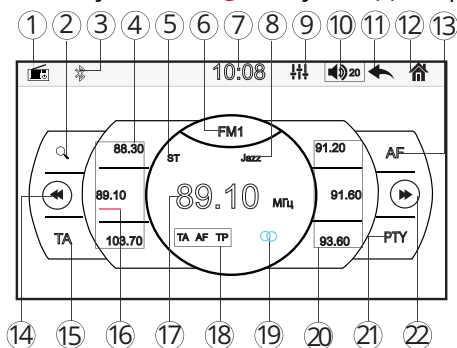 1 2 3 4 5 6 7 8 9 10 11 12 13
10:08 20
FM1
88.30 ST Jazz 91.20 AF
89.10 89.10 МГц 91.60
TA 103.70 TA AF TP 93.60 PTY
14 15 16 17 18 19 20 21 22